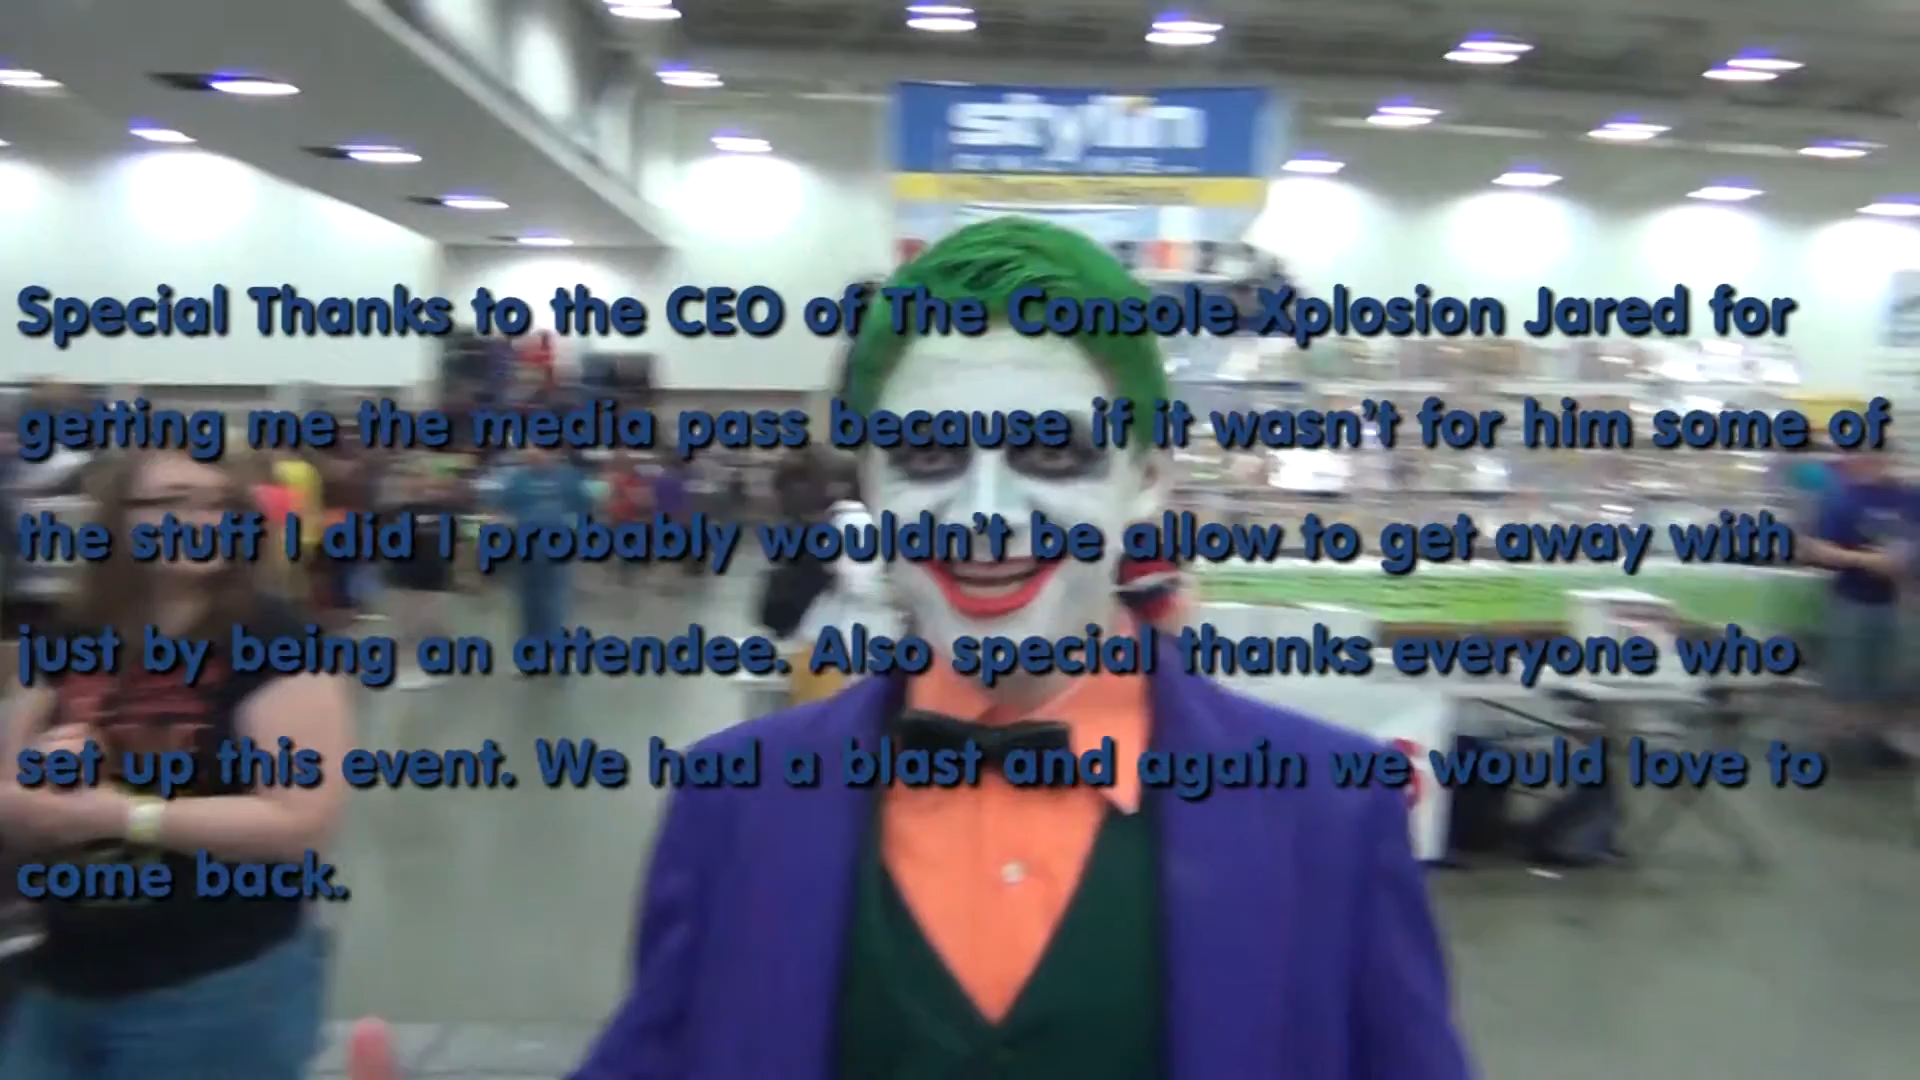 stylin
Special Thanks to the CEO of The Console Xplosion Jared for
getting me the media pass because if it wasn't for him some of
the stuff I did I probably wouldn't be allow to get away with
just by being an attendee. Also special thanks everyone who
set up this event. We had a blast and again we would love to
come back.